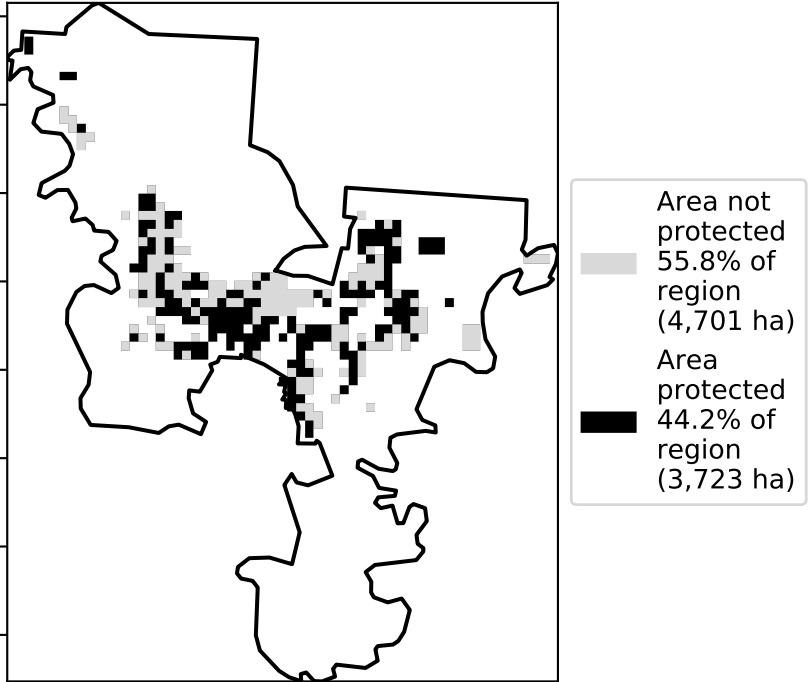 Area not
protected
55.8% of
region
(4,701 ha)
Area
protected
44.2% of
region
(3,723 ha)